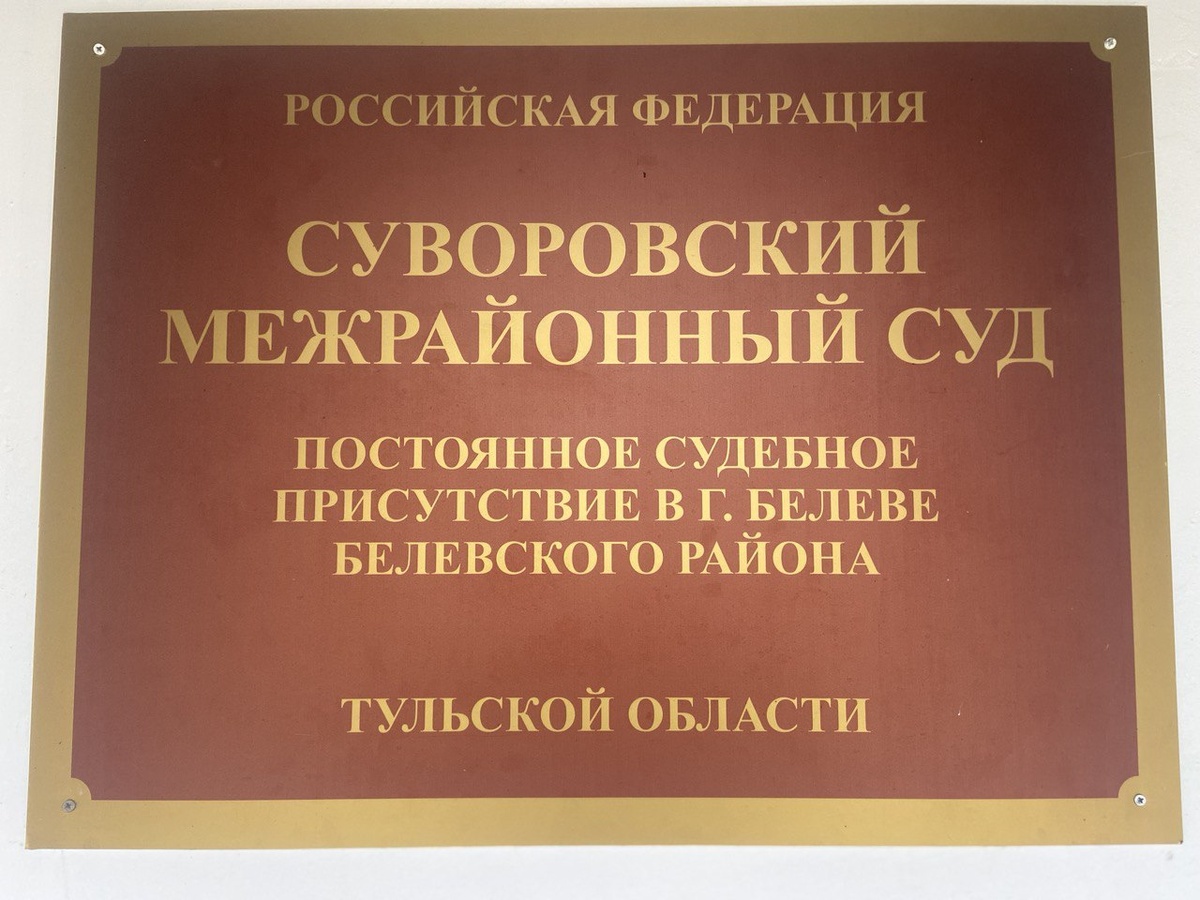 РОССИЙСКАЯ ФЕДЕРАЦИЯ
СУВОРОВСКИЙ
МЕЖРАЙОННЫЙ СУД
ПОСТОЯННОЕ СУДЕБНОЕ
ПРИСУТСТВИЕ В Г. БЕЛЕВЕ
БЕЛЕВСКОГО РАЙОНА
ТУЛЬСКОЙ ОБЛАСТИ